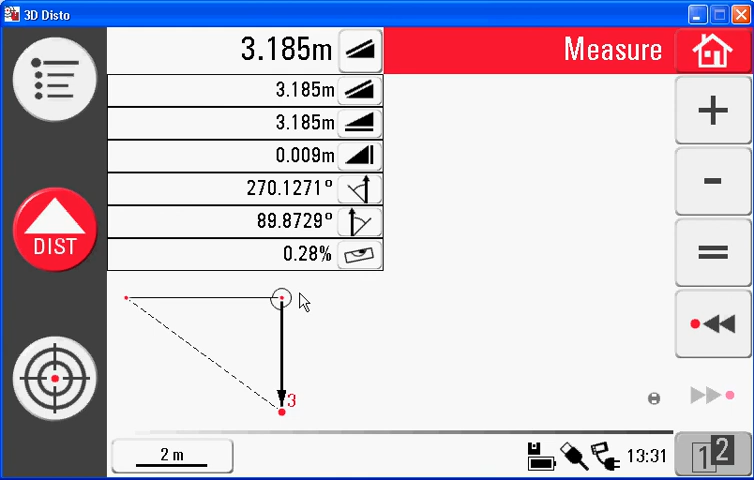 3D Disto
3.185m
Measure
3.185m
3.185m
0.009m
270.1271°
89.8729°
0.28%
DIST
3
2 m
13:31
1 2